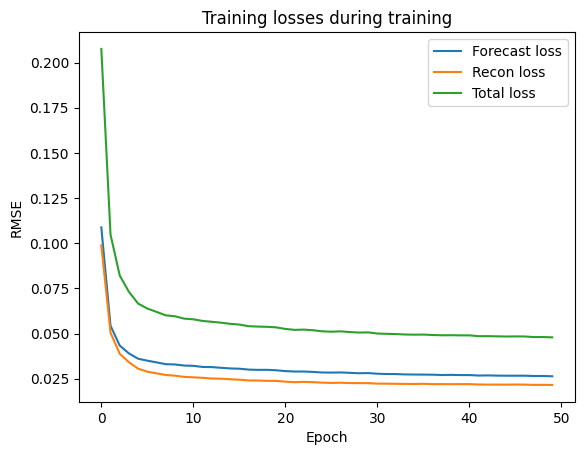 Training losses during training
Forecast loss
Recon loss
Total loss
0.200
0.175
0.150
0.125
0.100
0.075
0.050
0.025
RMSE
0 10 20 30 40 50
Epoch